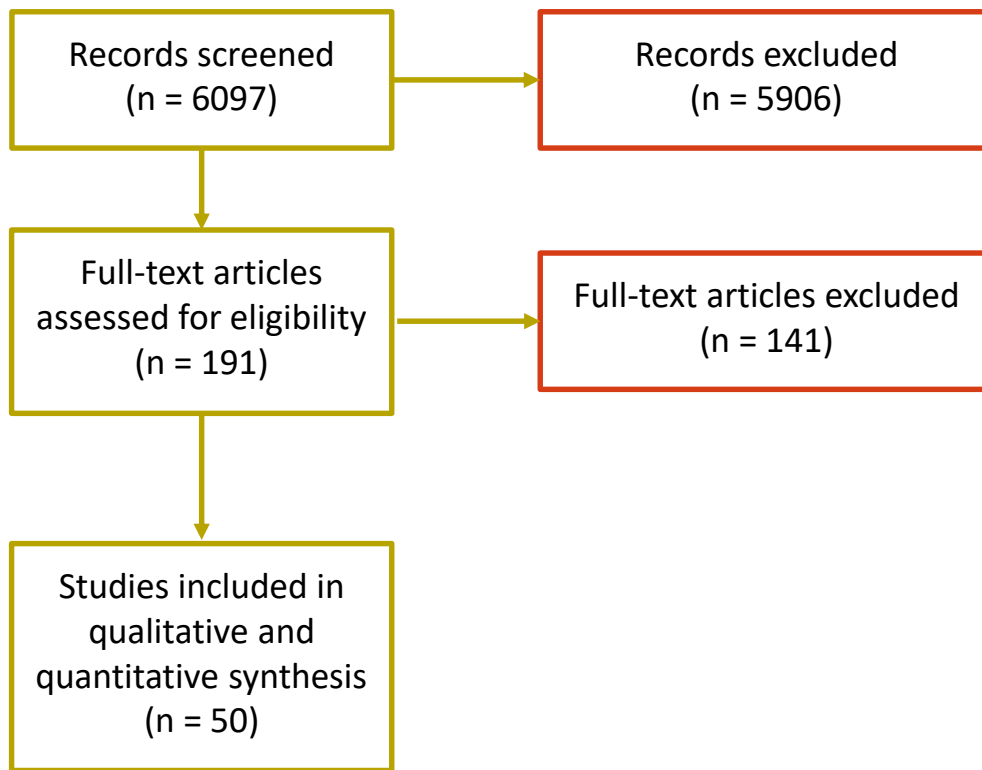 Records screened
(n = 6097)
Records excluded
(n = 5906)
Full-text articles
assessed for eligibility
(n = 191)
Full-text articles excluded
(n = 141)
Studies included in
qualitative and
quantitative synthesis
(n = 50)